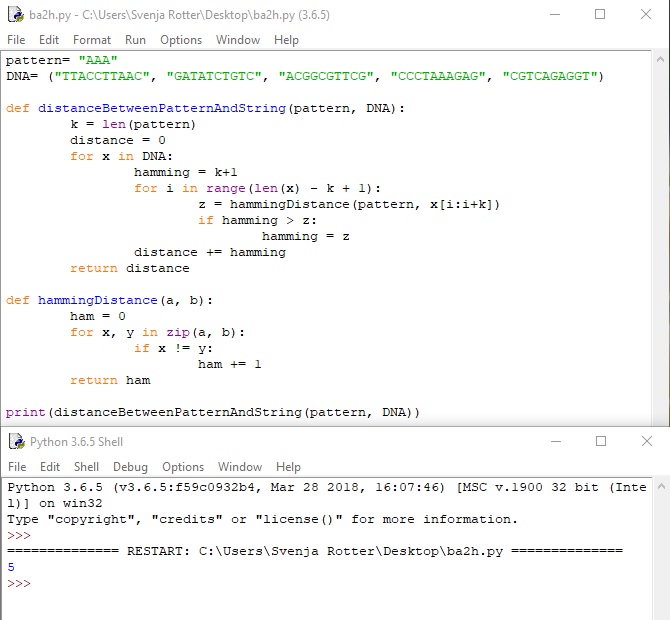 ba2h.py - C:\Users\Svenja Rotter\Desktop\ba2h.py (3.6.5)
File Edit Format Run Options Window Help
pattern= "AAA"
DNA= ("TTACCTTAAC", "GATATCTGTC", "ACGGCGTTCG", "CCCTAAAGAG", "CGTCAGAGGT")

def distanceBetweenPatternAndString(pattern, DNA):
        k = len(pattern)
        distance = 0
        for x in DNA:
                hamming = k+1
                for i in range(len(x) - k + 1):
                        z = hammingDistance(pattern, x[i:i+k])
                        if hamming > z:
                                hamming = z
                distance += hamming
        return distance

def hammingDistance(a, b):
        ham = 0
        for x, y in zip(a, b):
                if x != y:
                        ham += 1
        return ham

print(distanceBetweenPatternAndString(pattern, DNA))
Python 3.6.5 Shell
File Edit Shell Debug Options Window Help
Python 3.6.5 (v3.6.5:f59c0932b4, Mar 28 2018, 16:07:46) [MSC v.1900 32 bit (Inte
l)] on win32
Type "copyright", "credits" or "license()" for more information.
>>>
============== RESTART: C:\Users\Svenja Rotter\Desktop\ba2h.py ==============
5
>>>